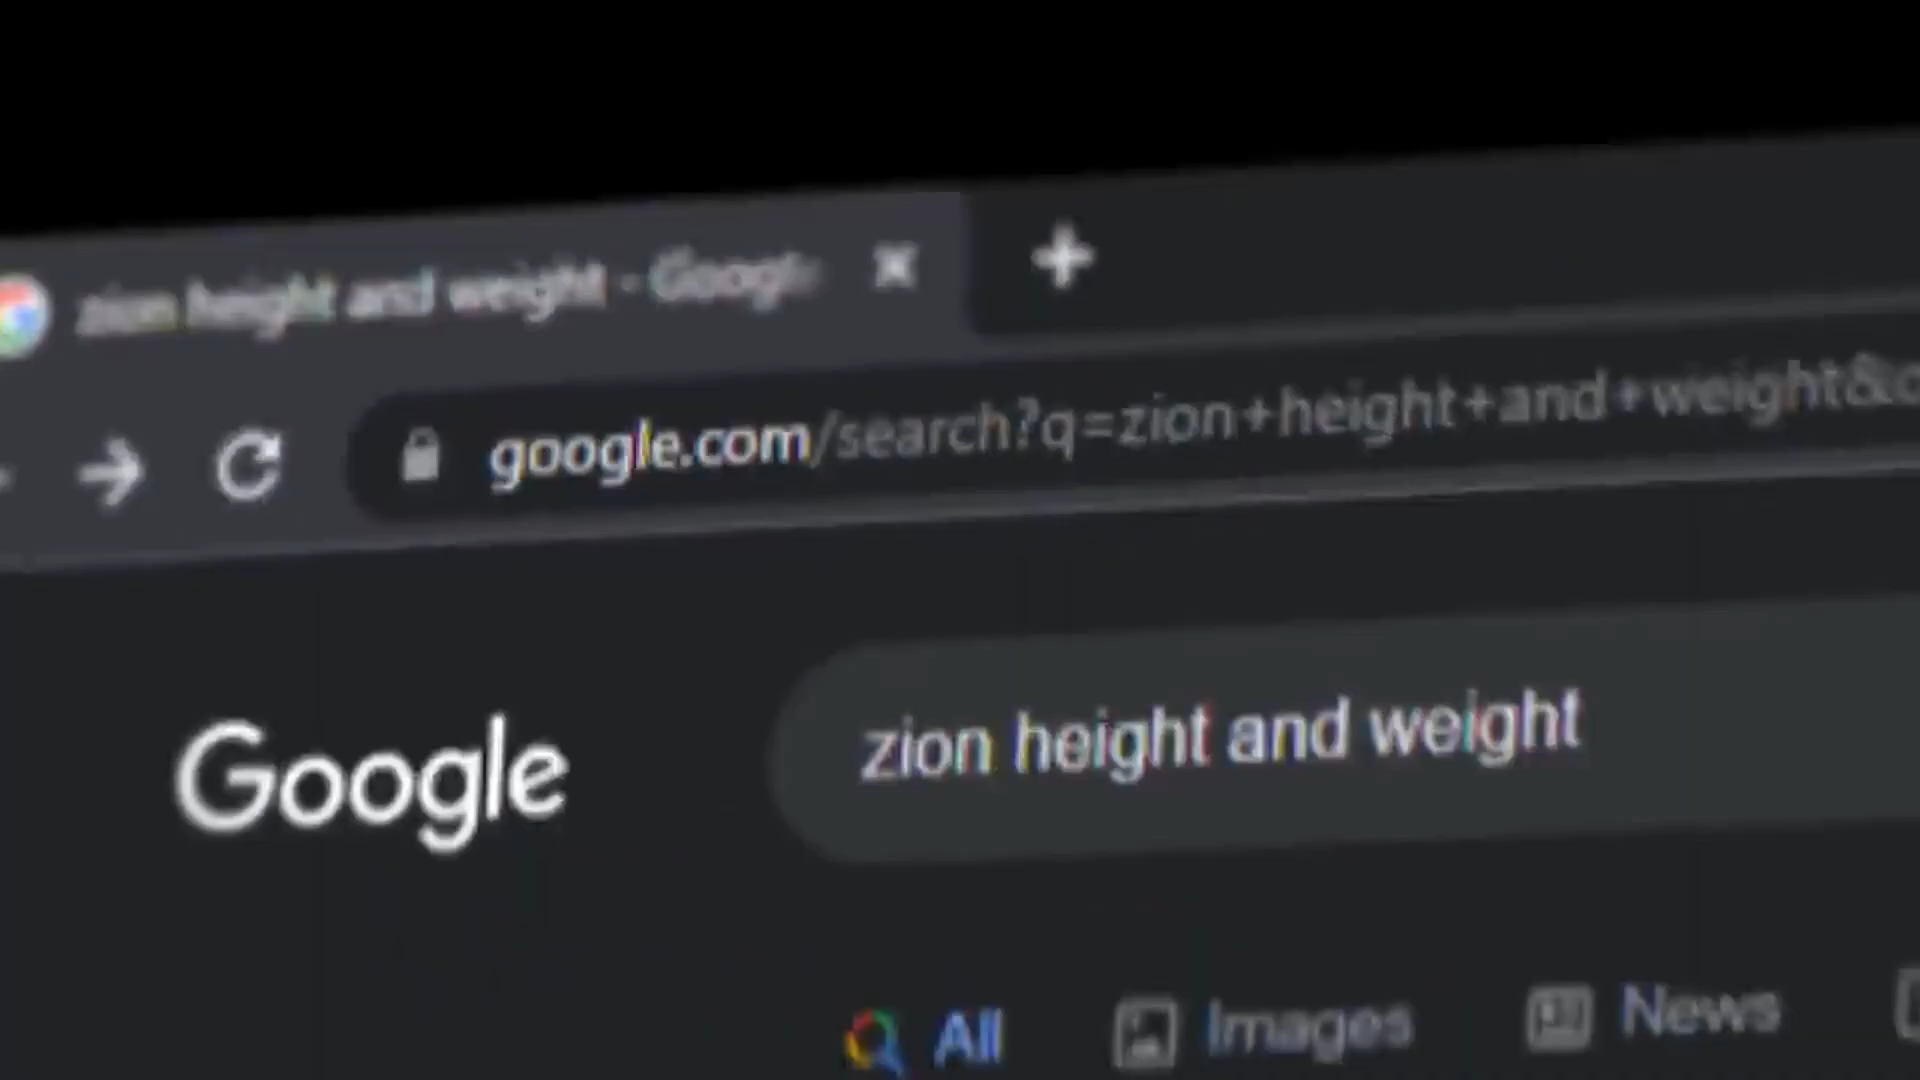 zion height and weight - Googl
google.com/search?q=zion+height+and+weight&
Google
zion height and weight
All Images News